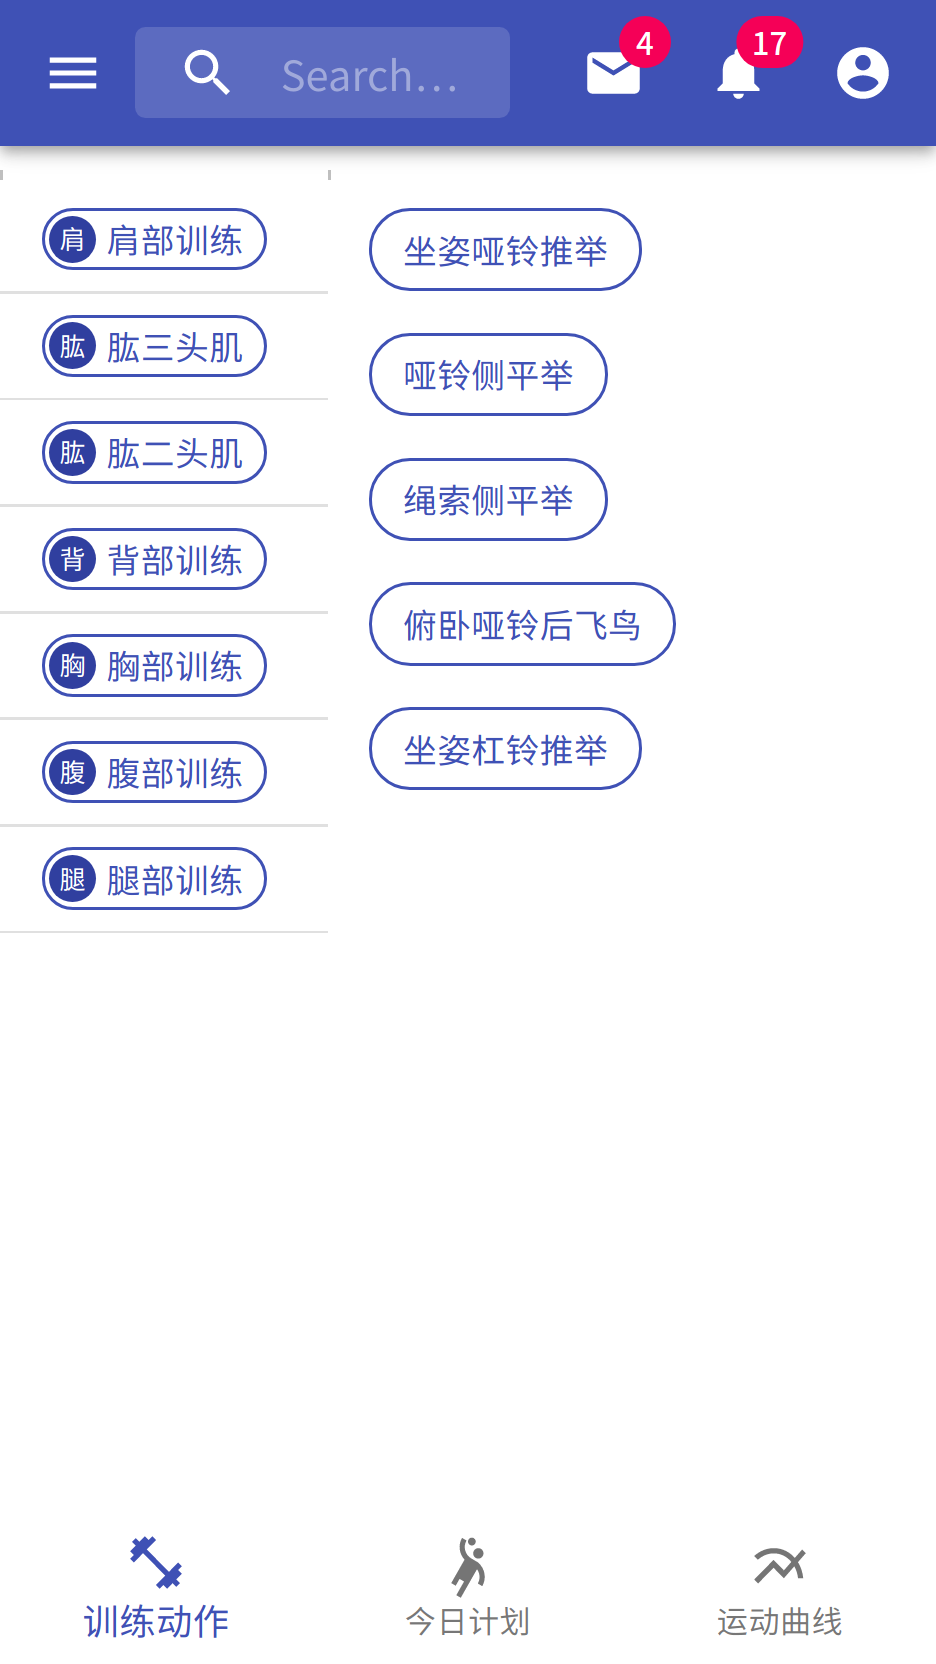 Search…
4
17
肩 肩部训练
肱 肱三头肌
肱 肱二头肌
背 背部训练
胸 胸部训练
腹 腹部训练
腿 腿部训练
坐姿哑铃推举
哑铃侧平举
绳索侧平举
俯卧哑铃后飞鸟
坐姿杠铃推举
训练动作
今日计划
运动曲线